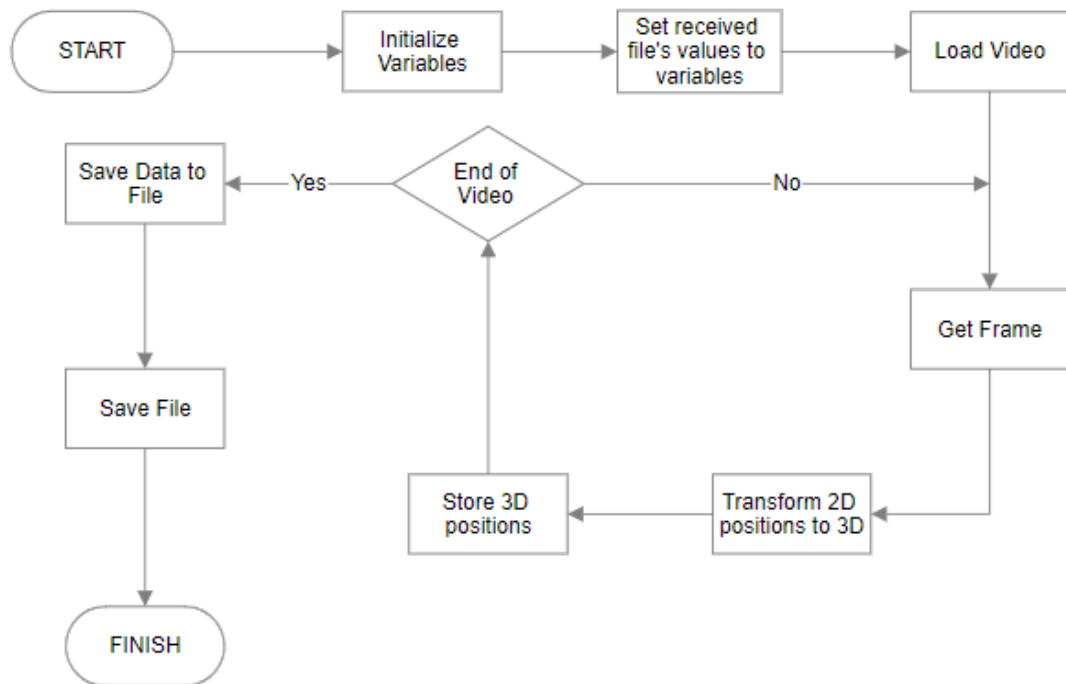 START
Initialize
Variables
Set received
file's values to
variables
Load Video
Save Data to
File
Yes
End of
Video
No
Get Frame
Save File
Store 3D
positions
Transform 2D
positions to 3D
FINISH